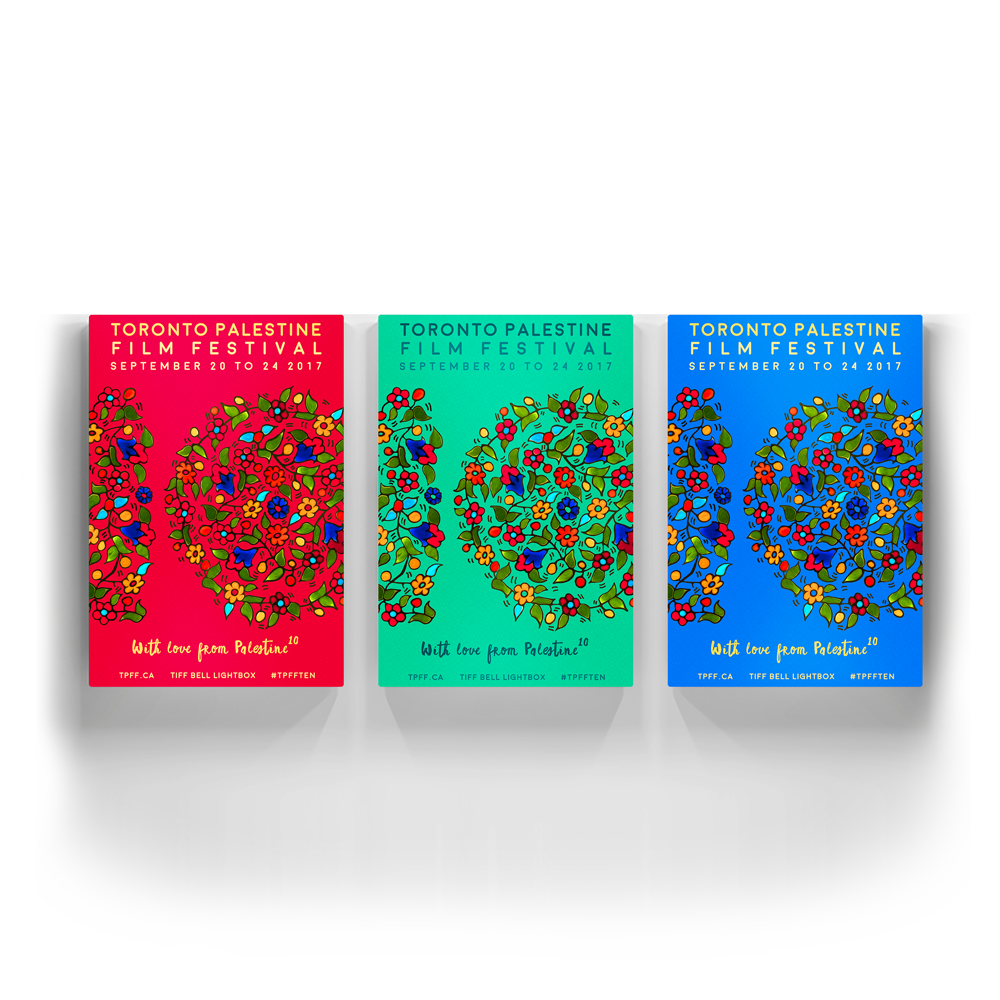 TORONTO PALESTINE
FILM FESTIVAL
SEPTEMBER 20 TO 24 2017
With love from Palestine10
TPFF.CA TIFF BELL LIGHTBOX #TPFFTEN
TORONTO PALESTINE
FILM FESTIVAL
SEPTEMBER 20 TO 24 2017
With love from Palestine10
TPFF.CA TIFF BELL LIGHTBOX #TPFFTEN
TORONTO PALESTINE
FILM FESTIVAL
SEPTEMBER 20 TO 24 2017
With love from Palestine10
TPFF.CA TIFF BELL LIGHTBOX #TPFFTEN